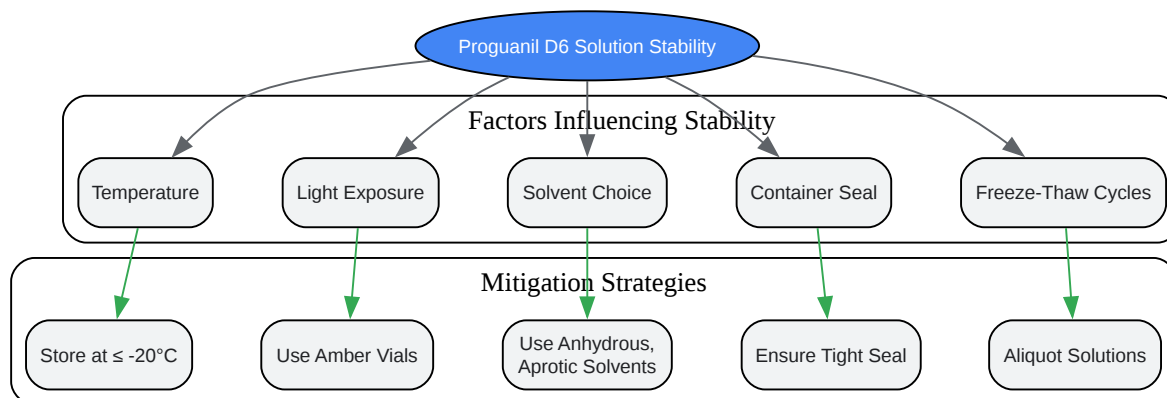 Proguanil D6 Solution Stability
Factors Influencing Stability
Temperature
Light Exposure
Solvent Choice
Container Seal
Freeze-Thaw Cycles
Mitigation Strategies
Store at ≤ -20°C
Use Amber Vials
Use Anhydrous,
Aprotic Solvents
Ensure Tight Seal
Aliquot Solutions